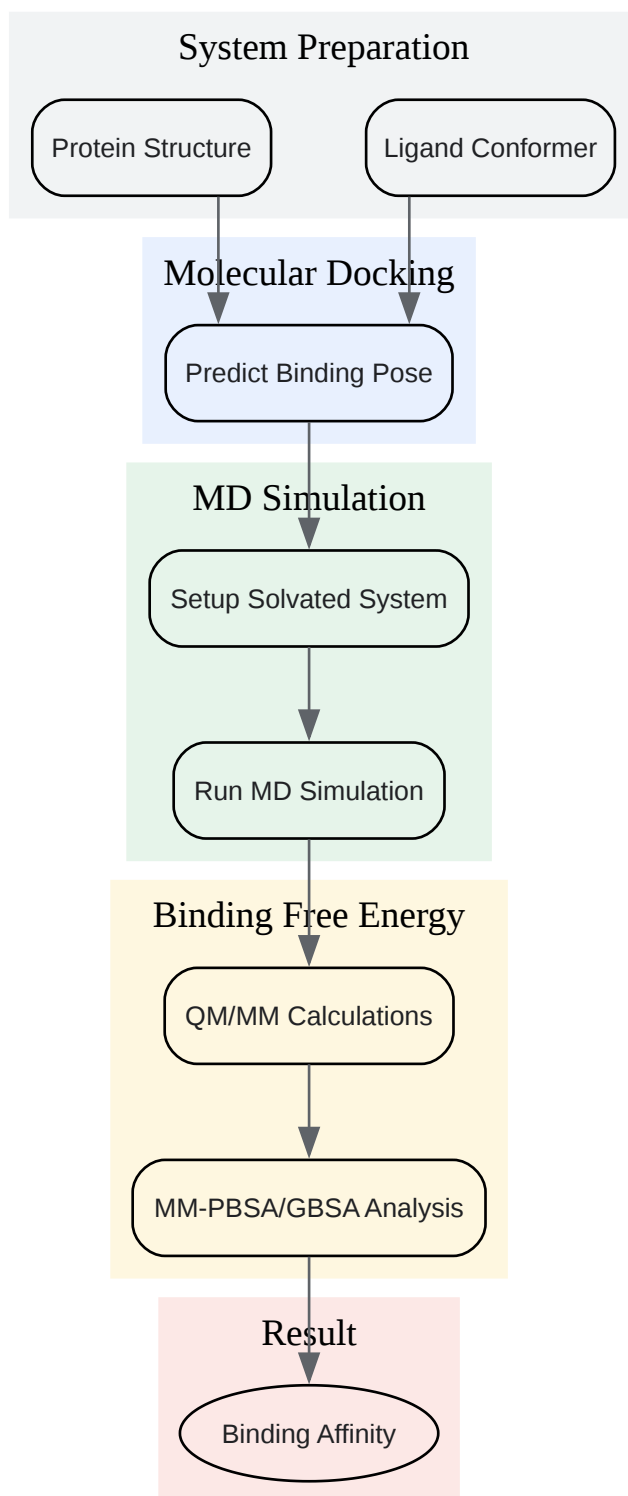 System Preparation
Protein Structure
Ligand Conformer
Molecular Docking
Predict Binding Pose
MD Simulation
Setup Solvated System
Run MD Simulation
Binding Free Energy
QM/MM Calculations
MM-PBSA/GBSA Analysis
Result
Binding Affinity